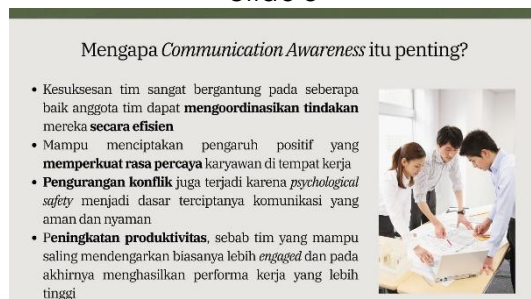 Mengapa Communication Awareness itu penting?
• Kesuksesan tim sangat bergantung pada seberapa
baik anggota tim dapat mengoordinasikan tindakan
mereka secara efisien
• Mampu menciptakan pengaruh positif yang
memperkuat rasa percaya karyawan di tempat kerja
• Pengurangan konflik juga terjadi karena psychological
safety menjadi dasar terciptanya komunikasi yang
aman dan nyaman
• Peningkatan produktivitas, sebab tim yang mampu
saling mendengarkan biasanya lebih engaged dan pada
akhirnya menghasilkan performa kerja yang lebih
tinggi